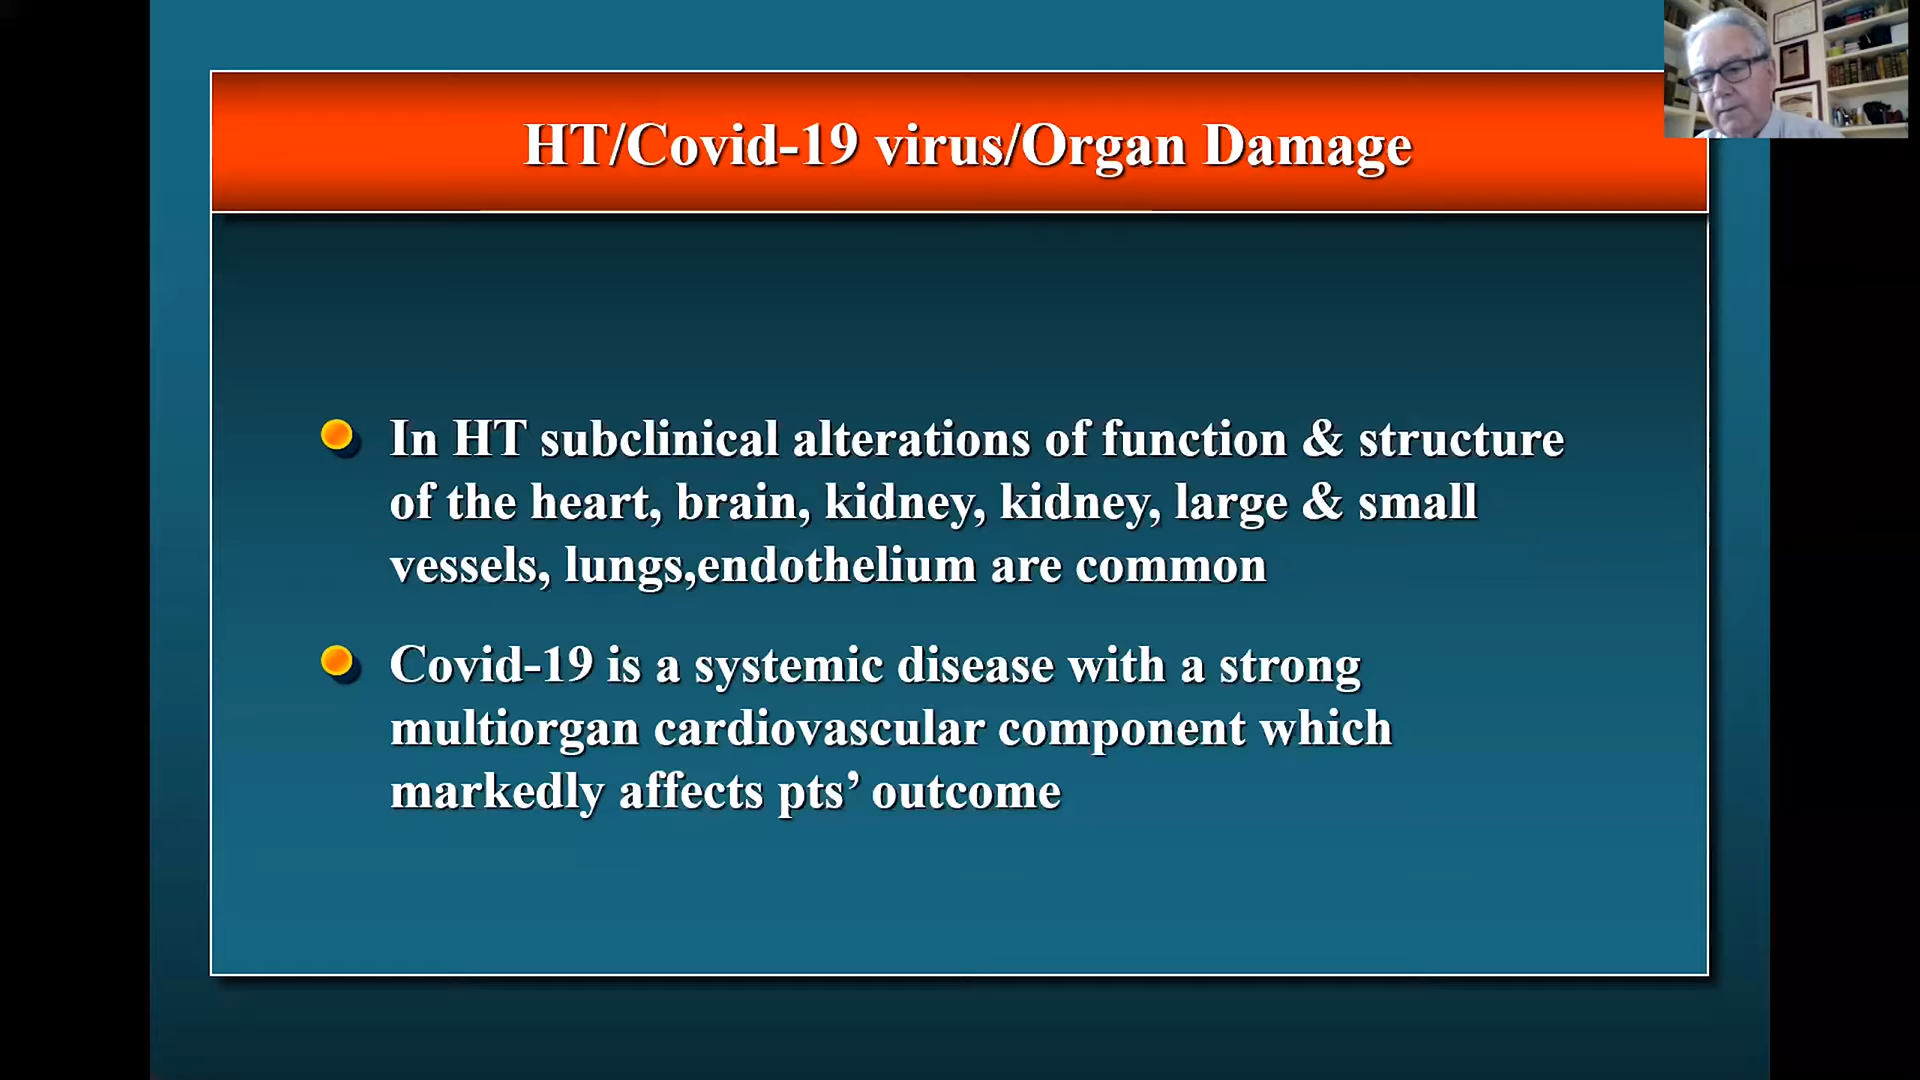 HT/Covid-19 virus/Organ Damage
In HT subclinical alterations of function & structure
of the heart, brain, kidney, kidney, large & small
vessels, lungs,endothelium are common
Covid-19 is a systemic disease with a strong
multiorgan cardiovascular component which
markedly affects pts’ outcome